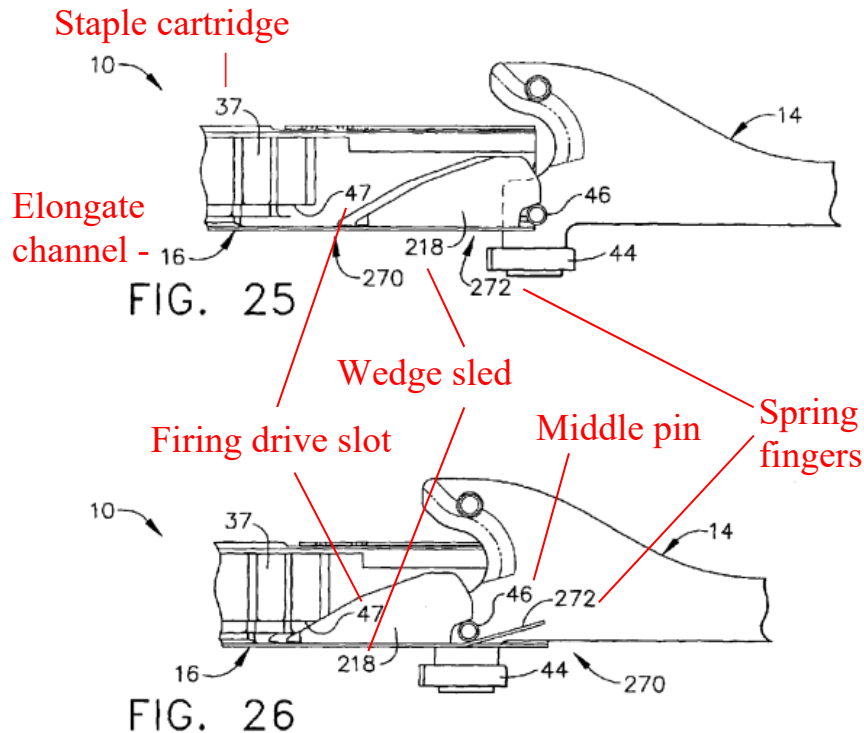 Staple cartridge
10
37
14
47
46
Elongate
channel -
16
218
44
270
272
FIG. 25
Wedge sled
Firing drive slot
Middle pin
Spring
fingers
10
37
14
46
272
47
16
218
44
270
FIG. 26